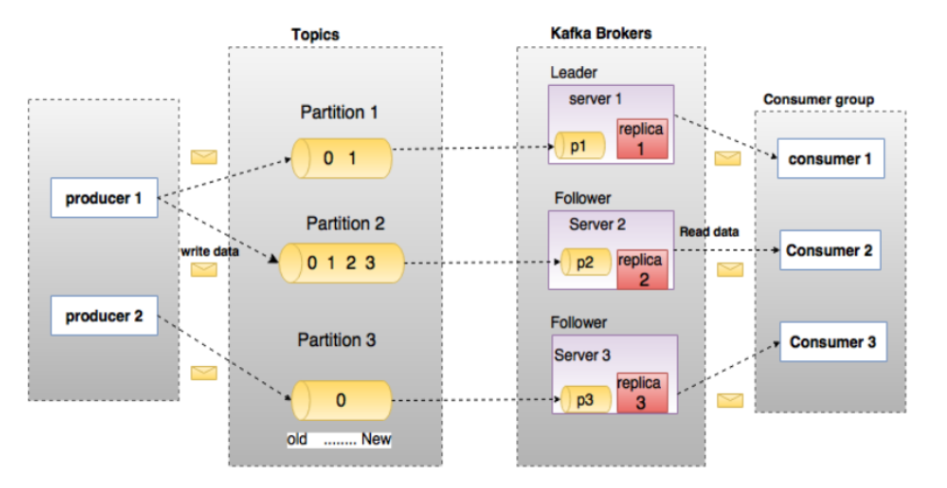 Topics
Kafka Brokers
Leader
server 1
p1
replica
1
Consumer group
consumer 1
Partition 1
0 1
producer 1
write data
Partition 2
0 1 2 3
Follower
Server 2
p2
replica
2
Read data
Consumer 2
producer 2
Partition 3
0
old ........ New
Follower
Server 3
p3
replica
3
Consumer 3